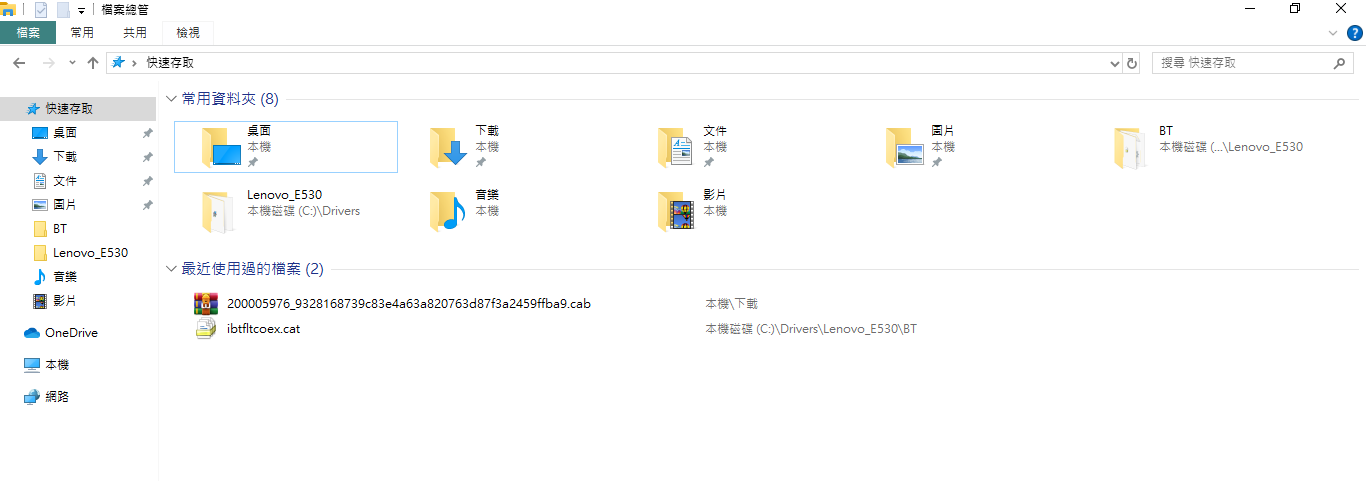 檔案總管
檔案 常用 共用 檢視
快速存取
搜尋 快速存取
快速存取
桌面
下載
文件
圖片
BT
Lenovo_E530
音樂
影片
OneDrive
本機
網路
常用資料夾 (8)
桌面
本機
下載
本機
文件
本機
圖片
本機
BT
本機磁碟 (...\Lenovo_E530
Lenovo_E530
本機磁碟 (C:)\Drivers
音樂
本機
影片
本機
最近使用過的檔案 (2)
200005976_9328168739c83e4a63a820763d87f3a2459ffba9.cab 本機\下載
ibtfltcoex.cat 本機磁碟 (C:)\Drivers\Lenovo_E530\BT